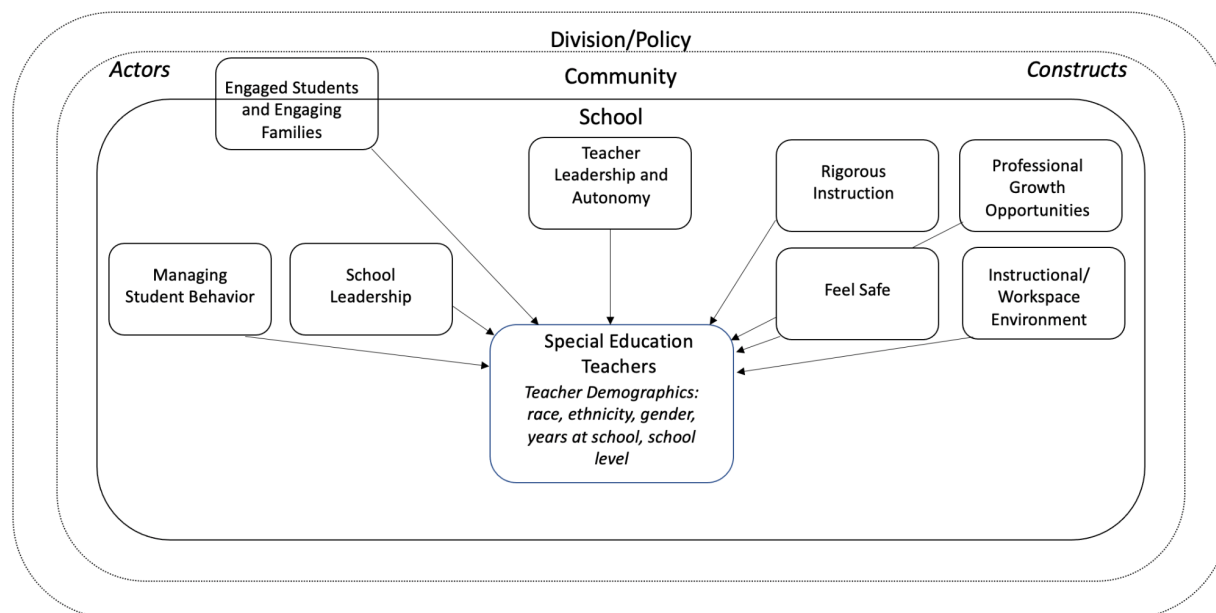 Division/Policy
Actors
Community
Constructs
Engaged Students
and Engaging
Families
School
Teacher
Leadership and
Autonomy
Rigorous
Instruction
Professional
Growth
Opportunities
Managing
Student Behavior
School
Leadership
Feel Safe
Instructional/
Workspace
Environment
Special Education
Teachers
Teacher Demographics:
race, ethnicity, gender,
years at school, school
level